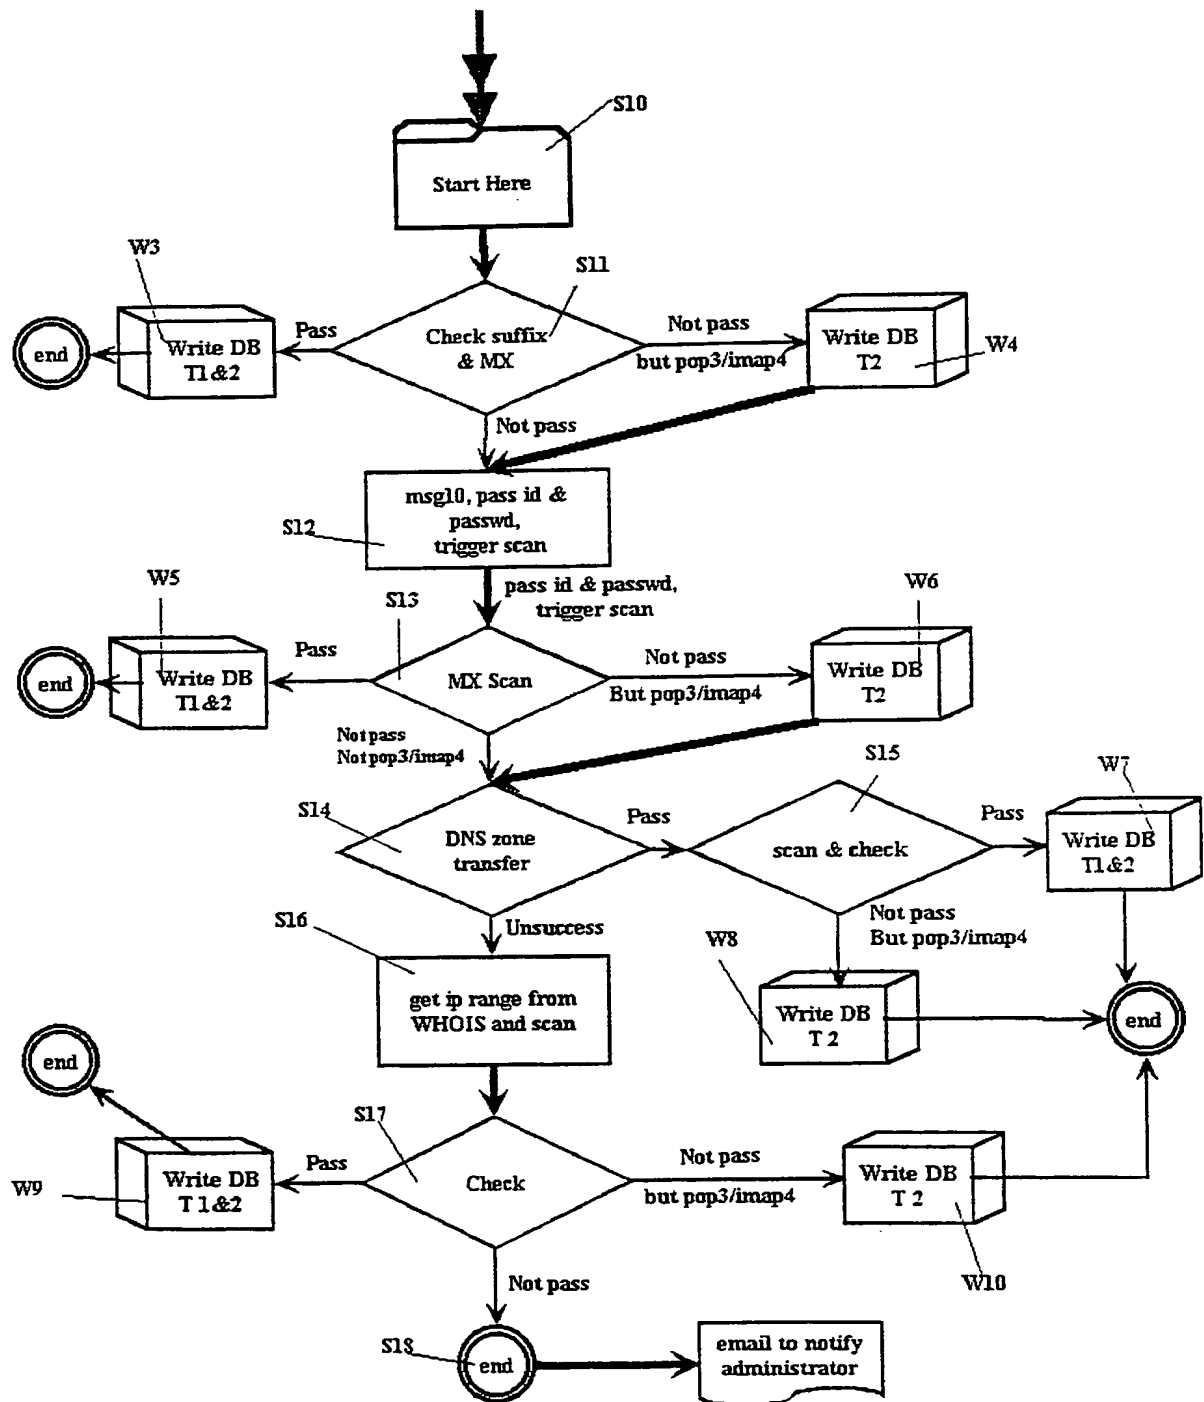 S10
Start Here
W3
S11
end
Write DB
T1&2
Pass
Check suffix
& MX
Not pass
but pop3/imap4
Write DB
T2
W4
Not pass
S12
msg10, pass id &
passwd,
trigger scan
pass id & passwd,
trigger scan
W5
S13
W6
end
Write DB
T1&2
Pass
MX Scan
Not pass
But pop3/imap4
Write DB
T2
Not pass
Not pop3/imap4
S15
W7
S14
DNS zone
transfer
Pass
scan & check
Pass
Write DB
T1&2
S16
Unsuccess
Not pass
But pop3/imap4
W8
get ip range from
WHOIS and scan
Write DB
T 2
end
end
S17
W9
Write DB
T 1&2
Pass
Check
Not pass
but pop3/imap4
Write DB
T 2
W10
Not pass
S18
end
email to notify
administrator